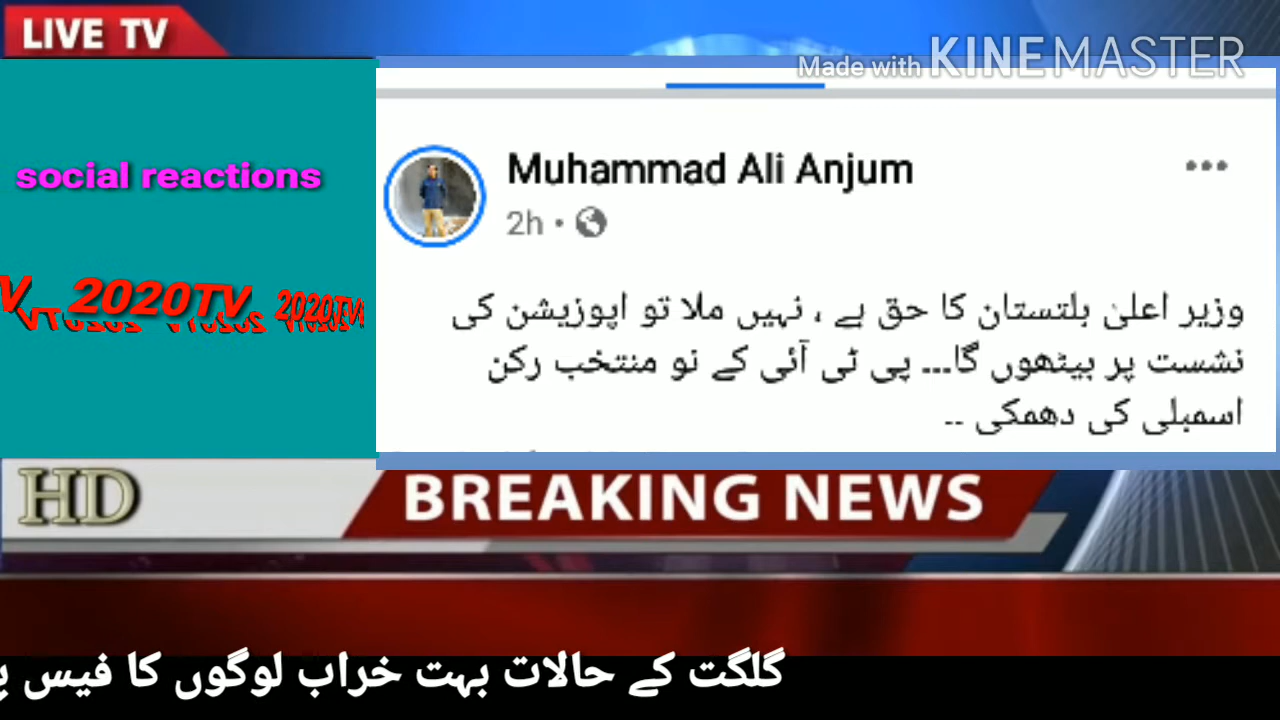 LIVE TV
Made with KINEMASTER
social reactions
2020TV 2020TV
Muhammad Ali Anjum
2h
وزیر اعلیٰ بلتستان کا حق ہے ، نہیں ملا تو اپوزیشن کی
نشست پر بیٹھوں گا... پی ٹی آئی کے نو منتخب رکن
اسمبلی کی دھمکی ..
HD
BREAKING NEWS
گلگت کے حالات بہت خراب لوگوں کا فیس